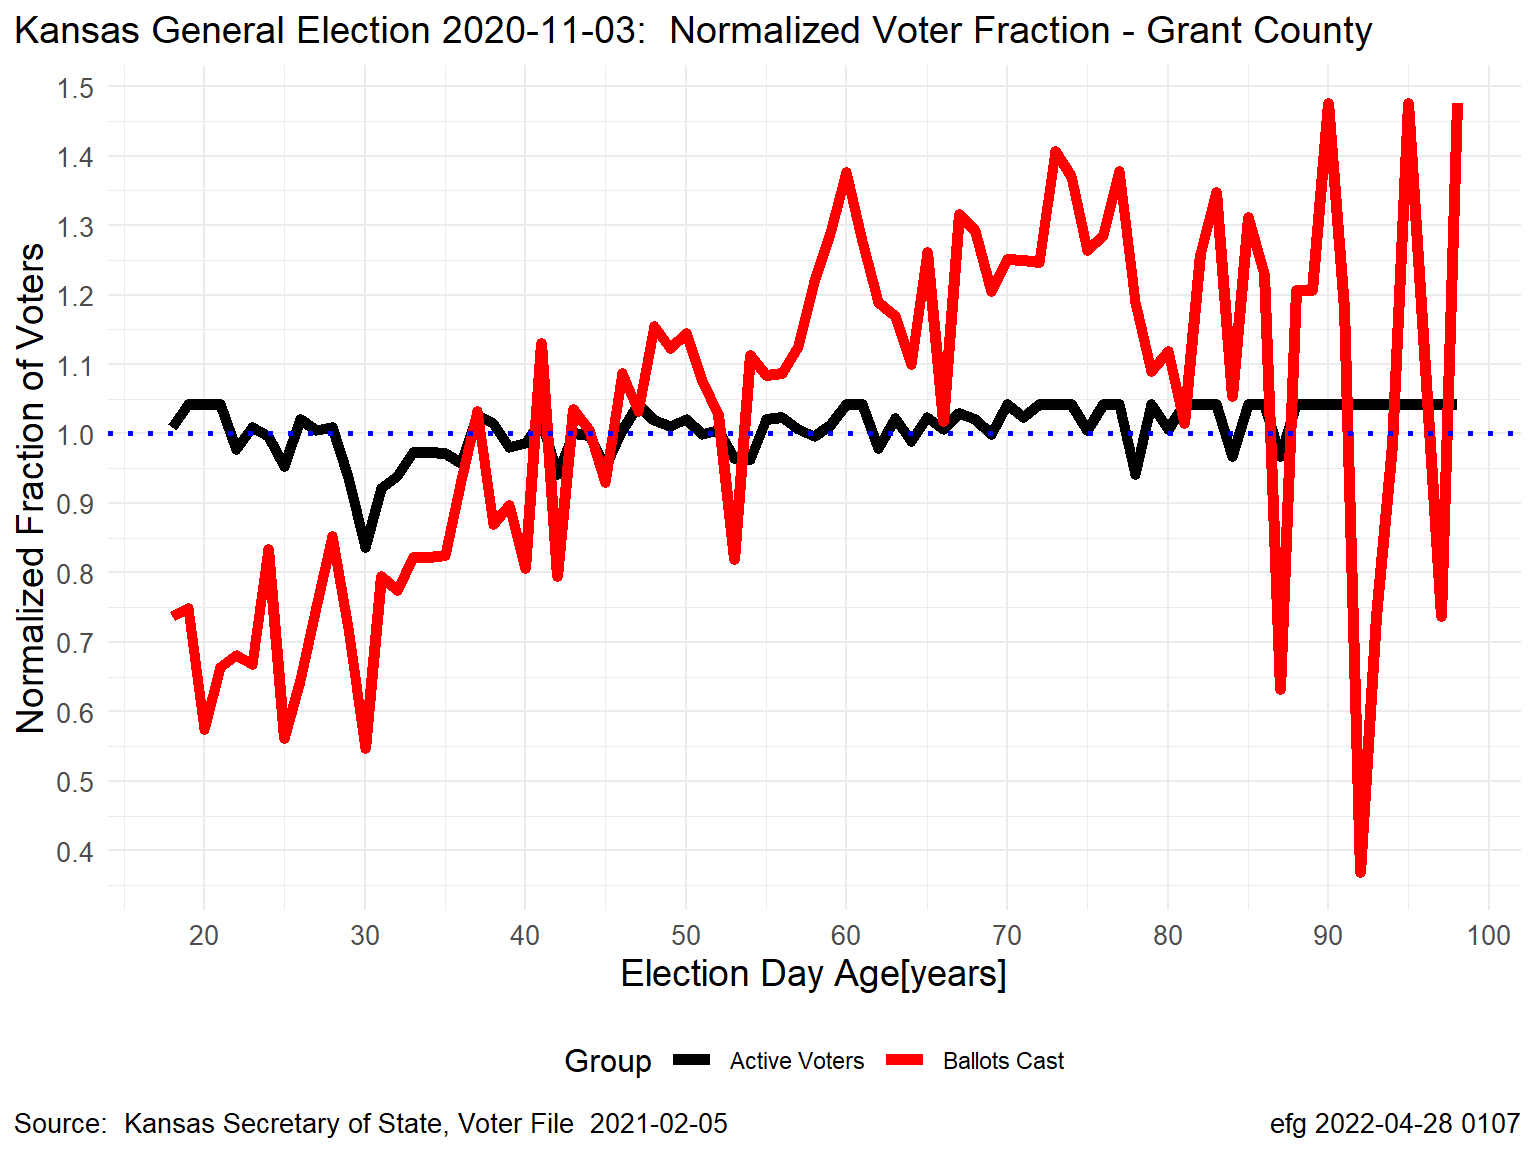 Kansas General Election 2020-11-03:  Normalized Voter Fraction - Grant County
Normalized Fraction of Voters
1.5
1.4
1.3
1.2
1.1
1.0
0.9
0.8
0.7
0.6
0.5
0.4
20 30 40 50 60 70 80 90 100
Election Day Age[years]
Group Active Voters Ballots Cast
Source:  Kansas Secretary of State, Voter File  2021-02-05
efg 2022-04-28 0107